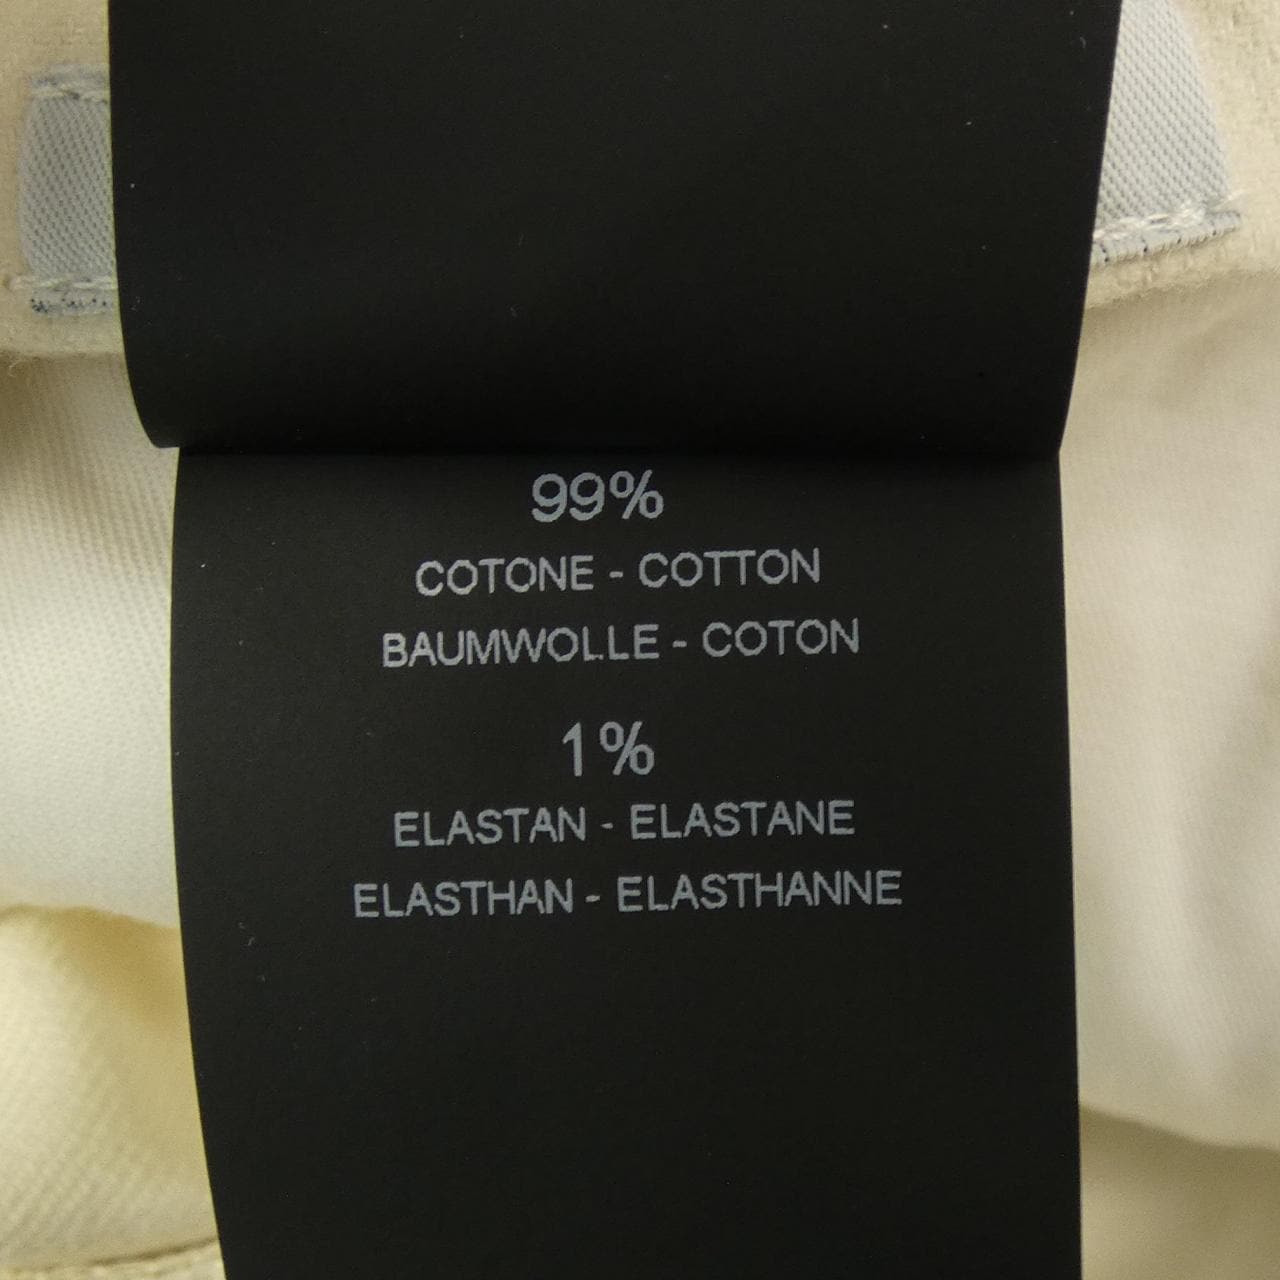 99%
COTONE - COTTON
BAUMWOLLE - COTON
1%
ELASTAN - ELASTANE
ELASTHAN - ELASTHANNE